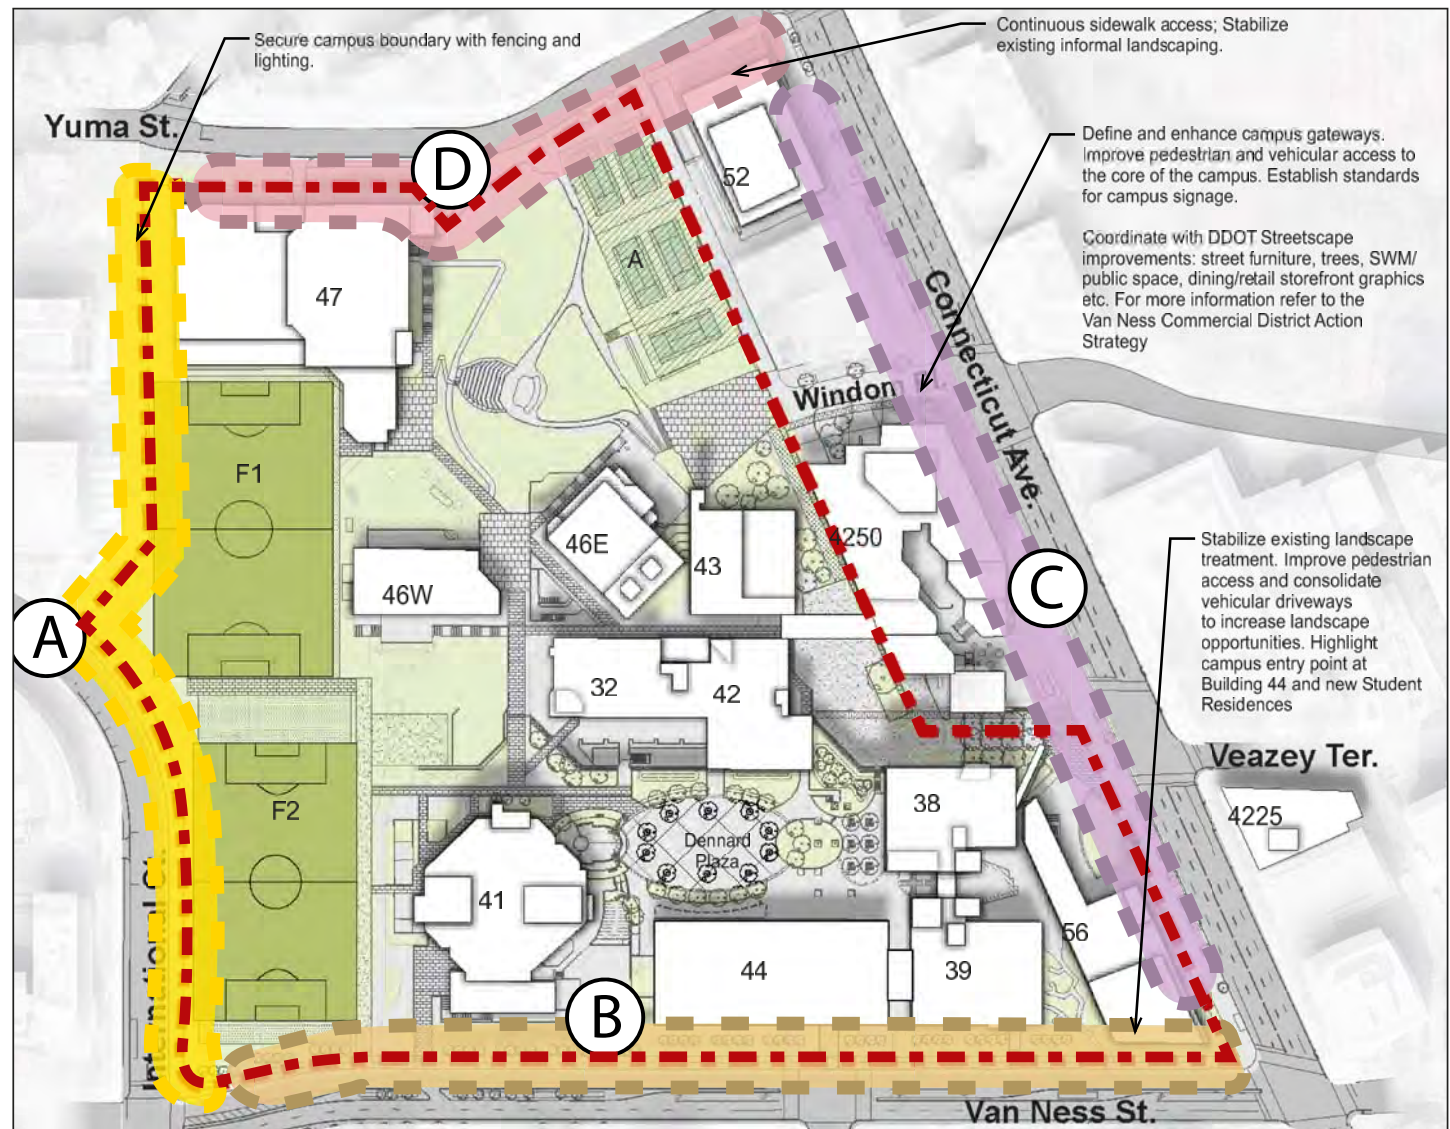 Secure campus boundary with fencing and
lighting.
Continuous sidewalk access; Stabilize
existing informal landscaping.
Yuma St.
D
52
Define and enhance campus gateways.
Improve pedestrian and vehicular access to
the core of the campus. Establish standards
for campus signage.
Coordinate with DDOT Streetscape
improvements: street furniture, trees, SWM/
public space, dining/retail storefront graphics
etc. For more information refer to the
Van Ness Commercial District Action
Strategy
A
47
Connecticut Ave.
Windom
F1
46E
43
4250
46W
C
Stabilize existing landscape
treatment. Improve pedestrian
access and consolidate
vehicular driveways
to increase landscape
opportunities. Highlight
campus entry point at
Building 44 and new Student
Residences
A
32
42
Veazey Ter.
F2
38
4225
Dennard
Plaza
41
56
44
39
International Ct.
B
Van Ness St.